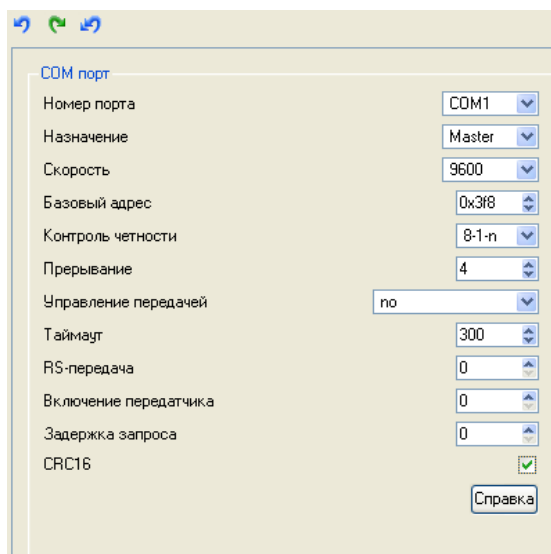 COM порт
Номер порта COM1
Назначение Master
Скорость 9600
Базовый адрес 0x3f8
Контроль четности 8-1-n
Прерывание 4
Управление передачей no
Таймаут 300
RS-передача 0
Включение передатчика 0
Задержка запроса 0
CRC16
Справка